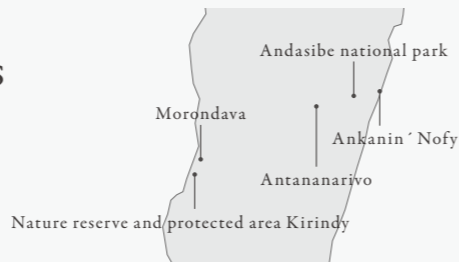 s
Andasibe national park
Morondava
Ankanin´Nofy
Antananarivo
Nature reserve and protected area Kirindy